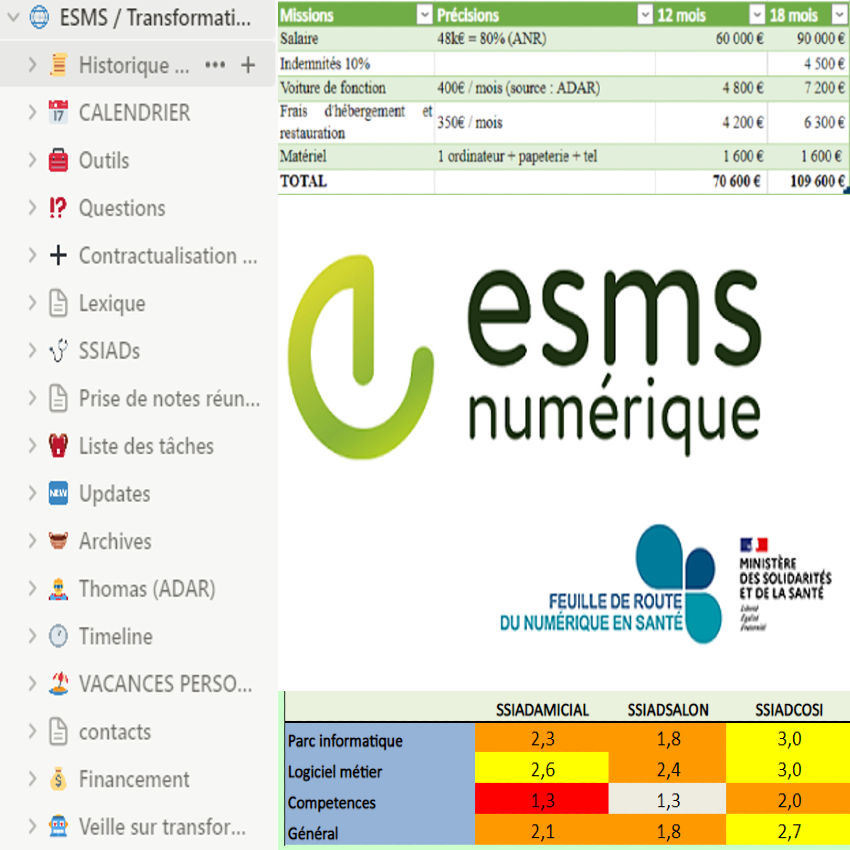 ESMS / Transformati...
Historique ...
CALENDRIER
Outils
Questions
Contractualisation ...
Lexique
SSIADs
Prise de notes réun...
Liste des tâches
Updates
Archives
Thomas (ADAR)
Timeline
VACANCES PERSO...
contacts
Financement
Veille sur transfor...
Missions Précisions 12 mois 18 mois
Salaire 48k€ = 80% (ANR) 60 000 € 90 000 €
Indemnités 10% 4 500 €
Voiture de fonction 400€ / mois (source : ADAR) 4 800 € 7 200 €
Frais d'hébergement et
restauration 350€ / mois 4 200 € 6 300 €
Matériel 1 ordinateur + papeterie + tel 1 600 € 1 600 €
TOTAL 70 600 € 109 600 €
esms
numérique
FEUILLE DE ROUTE
DU NUMÉRIQUE EN SANTÉ
MINISTÈRE
DES SOLIDARITÉS
ET DE LA SANTÉ
Liberté
Égalité
Fraternité
SSIADAMICIAL SSIADSALON SSIADCOSI
Parc informatique 2,3 1,8 3,0
Logiciel métier 2,6 2,4 3,0
Competences 1,3 1,3 2,0
Général 2,1 1,8 2,7